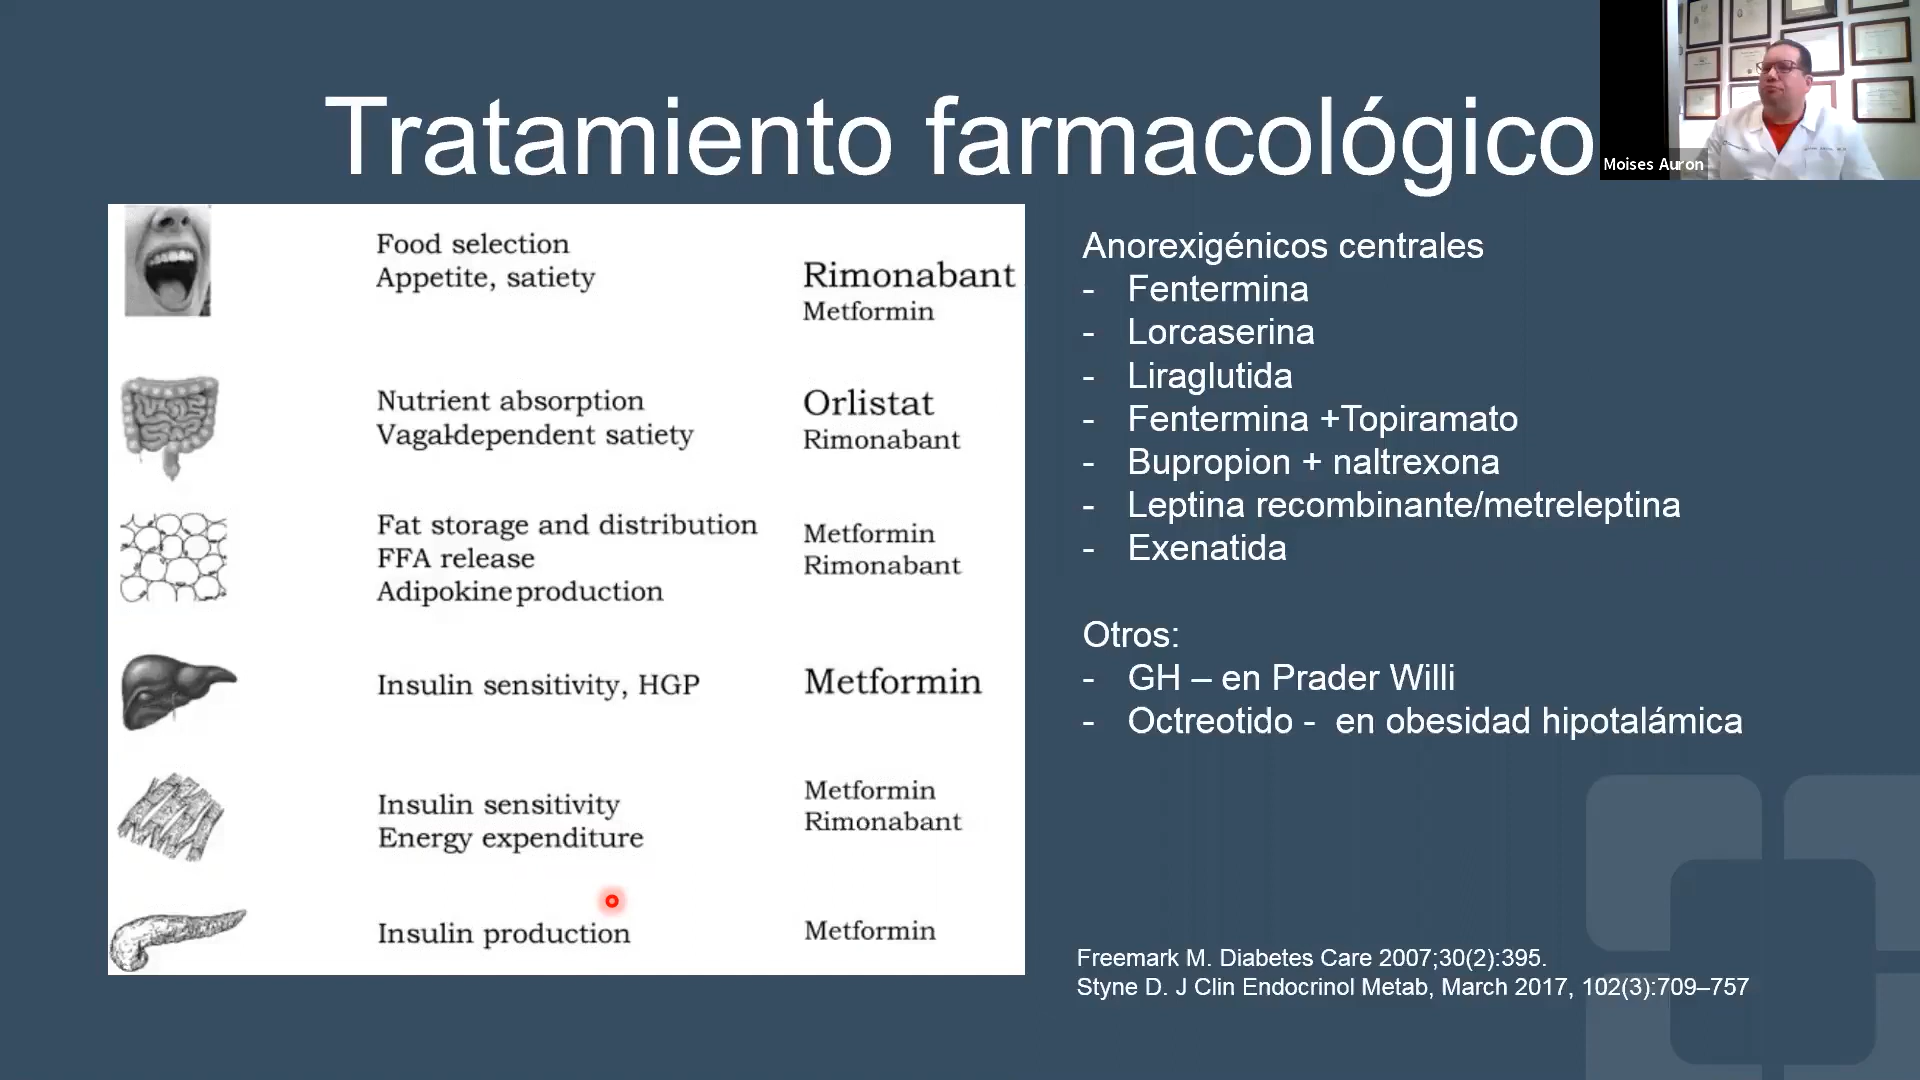 Tratamiento farmacológico
Moises Auron
Food selection
Appetite, satiety
Rimonabant
Metformin
Nutrient absorption
Vagal-dependent satiety
Orlistat
Rimonabant
Fat storage and distribution
FFA release
Adipokine production
Metformin
Rimonabant
Insulin sensitivity, HGP
Metformin
Insulin sensitivity
Energy expenditure
Metformin
Rimonabant
Insulin production
Metformin
Anorexigénicos centrales
- Fentermina
- Lorcaserina
- Liraglutida
- Fentermina +Topiramato
- Bupropion + naltrexona
- Leptina recombinante/metreleptina
- Exenatida
Otros:
- GH – en Prader Willi
- Octreotido - en obesidad hipotalámica
Freemark M. Diabetes Care 2007;30(2):395.
Styne D. J Clin Endocrinol Metab, March 2017, 102(3):709–757